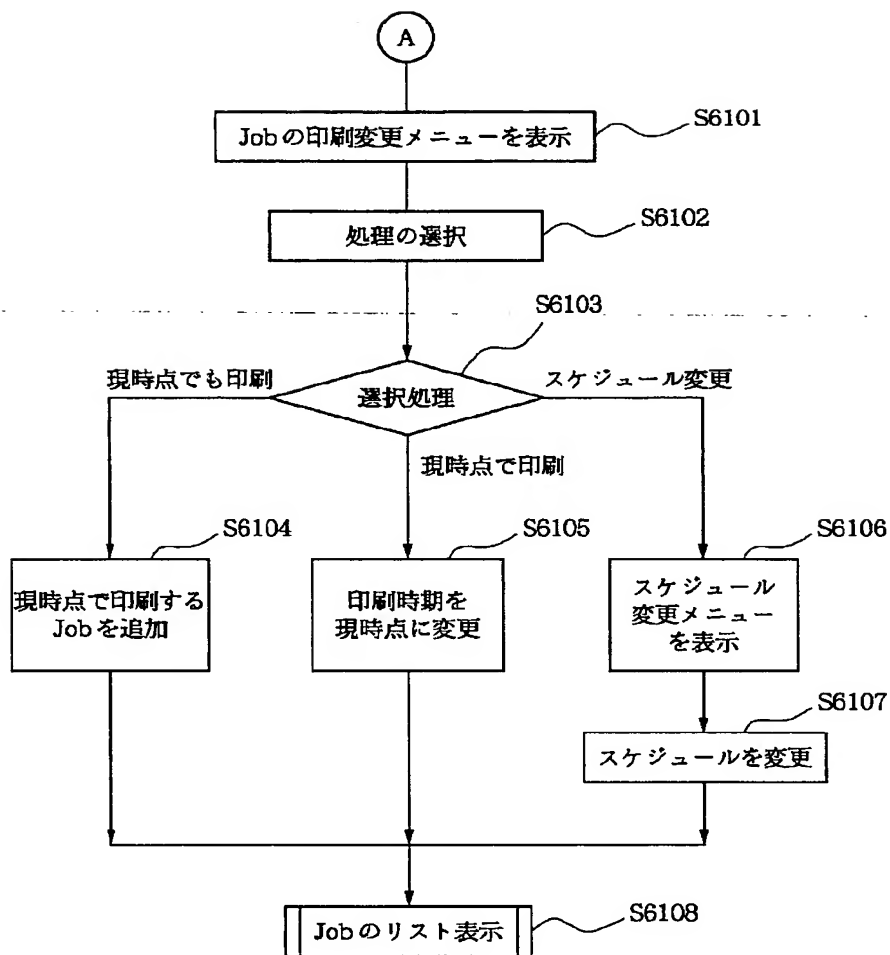 A
S6101
Jobの印刷変更メニューを表示
S6102
処理の選択
S6103
現時点でも印刷
選択処理
スケジュール変更
現時点で印刷
S6104
S6105
S6106
現時点で印刷する
Jobを追加
印刷時期を
現時点に変更
スケジュール
変更メニュー
を表示
S6107
スケジュールを変更
S6108
Jobのリスト表示